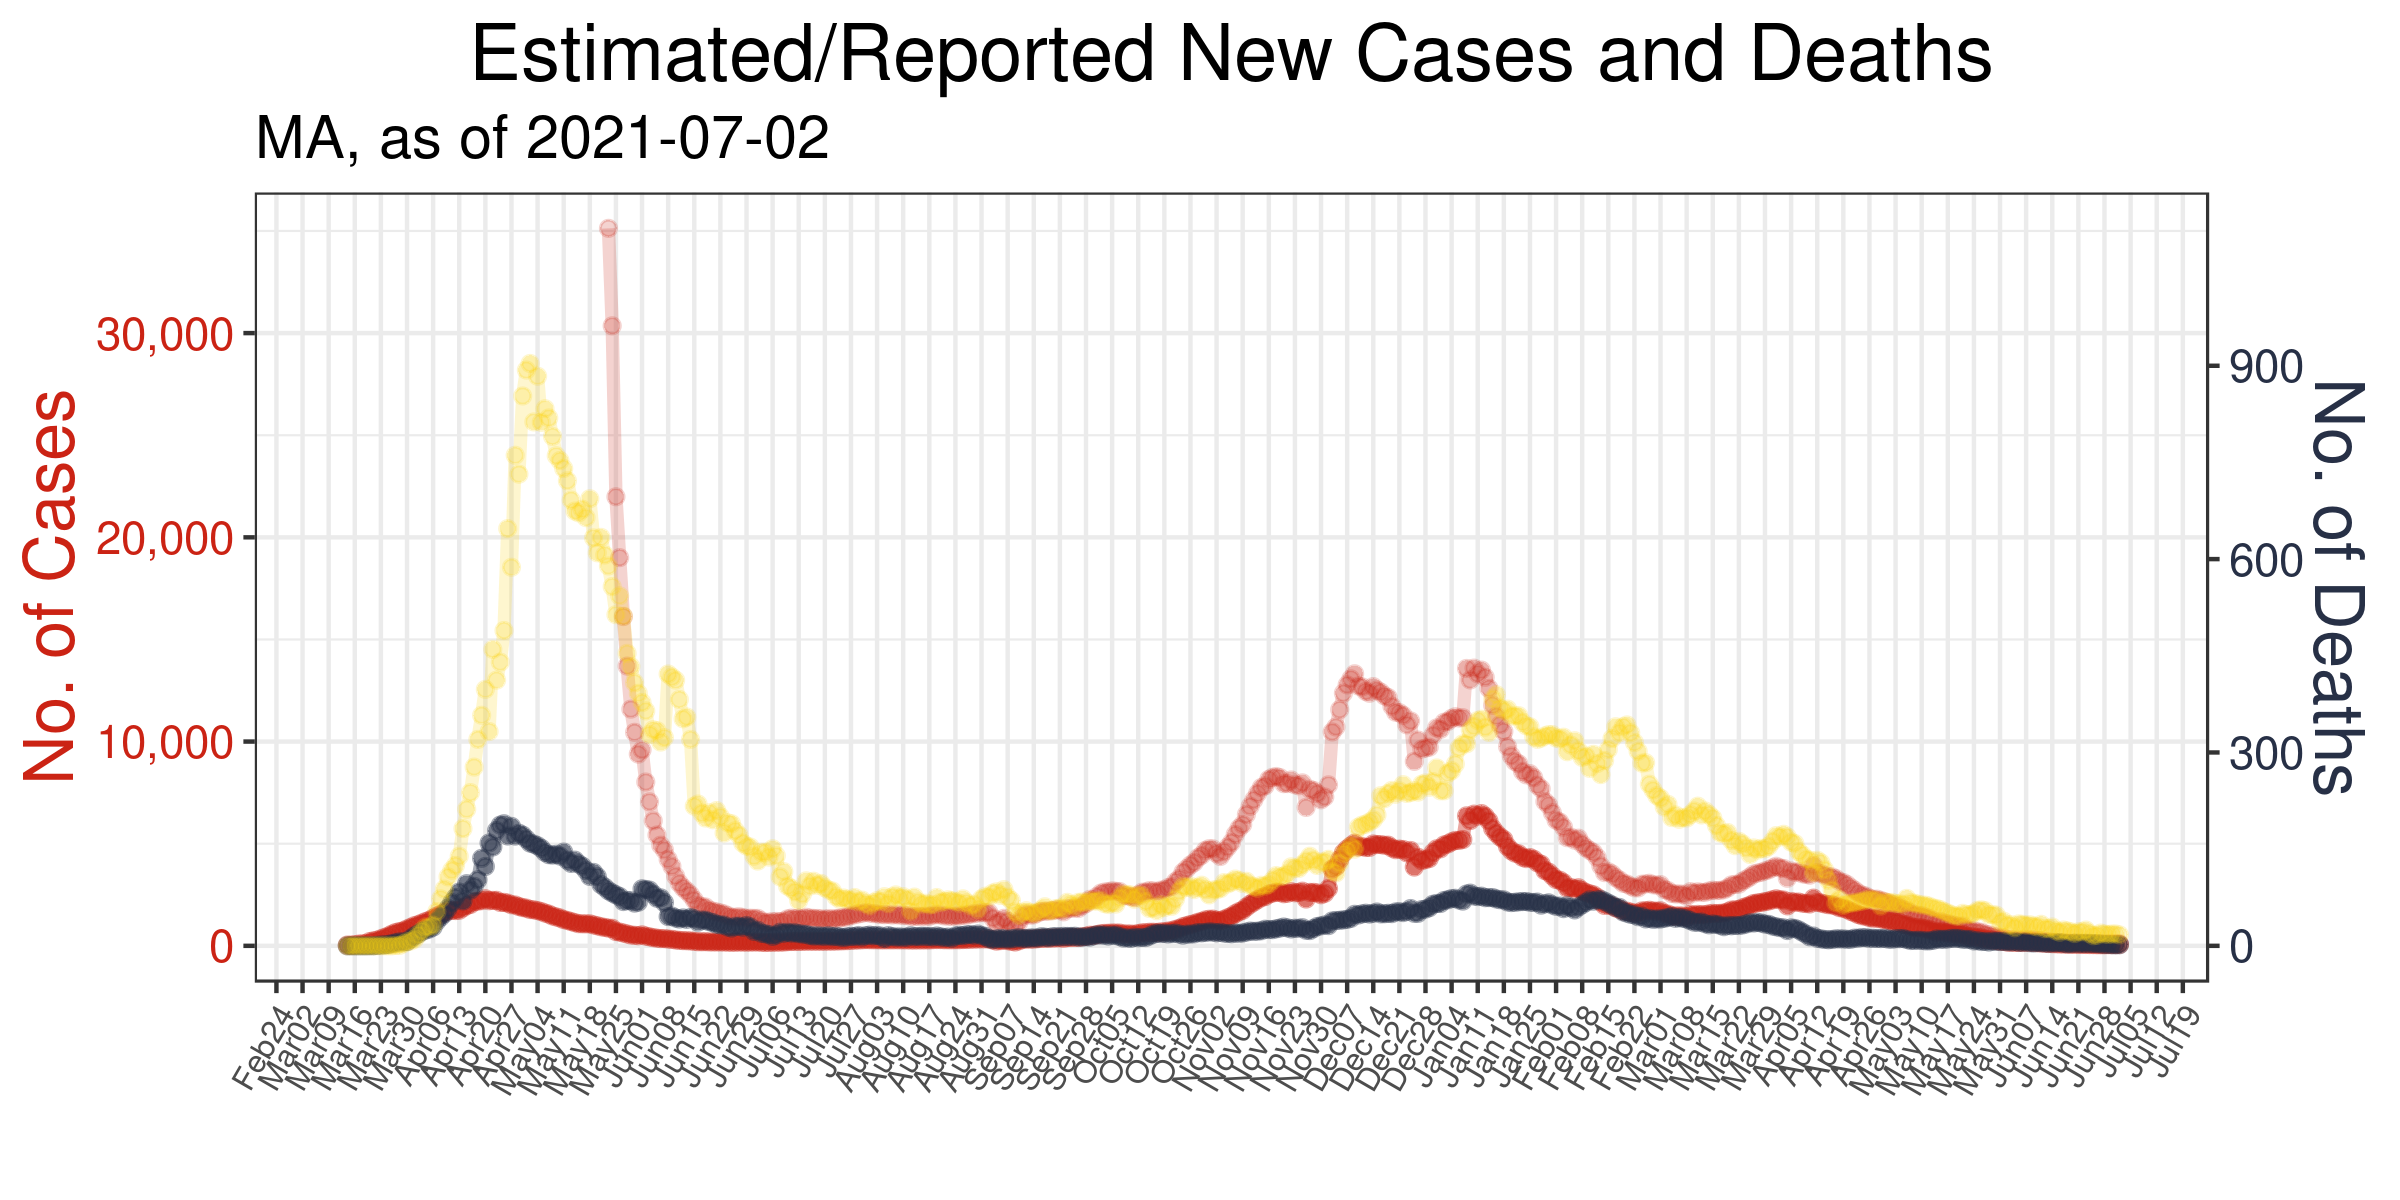 Estimated/Reported New Cases and Deaths
MA, as of 2021-07-02
No. of Cases
30,000
20,000
10,000
0
900
600
300
0
No. of Deaths
Feb24
Mar02
Mar09
Mar16
Mar23
Mar30
Apr06
Apr13
Apr20
Apr27
May04
May11
May18
May25
Jun01
Jun08
Jun15
Jun22
Jun29
Jul06
Jul13
Jul20
Jul27
Aug03
Aug10
Aug17
Aug24
Aug31
Sep07
Sep14
Sep21
Sep28
Oct05
Oct12
Oct19
Oct26
Nov02
Nov09
Nov16
Nov23
Nov30
Dec07
Dec14
Dec21
Dec28
Jan04
Jan11
Jan18
Jan25
Feb01
Feb08
Feb15
Feb22
Mar01
Mar08
Mar15
Mar22
Mar29
Apr05
Apr12
Apr19
Apr26
May03
May10
May17
May24
May31
Jun07
Jun14
Jun21
Jun28
Jul05
Jul12
Jul19